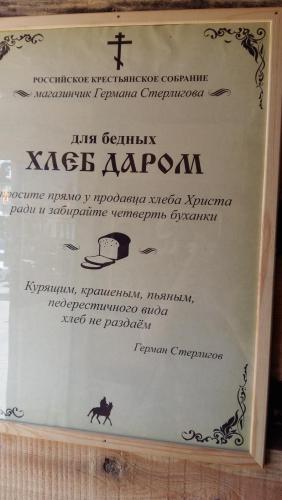 РОССИЙСКОЕ КРЕСТЬЯНСКОЕ СОБРАНИЕ
магазинчик Германа Стерлигова
для бедных
ХЛЕБ ДАРОМ
просите прямо у продавца хлеба Христа
ради и забирайте четверть буханки
Курящим, крашеным, пьяным,
педерестичного вида
хлеб не раздаём
Герман Стерлигов